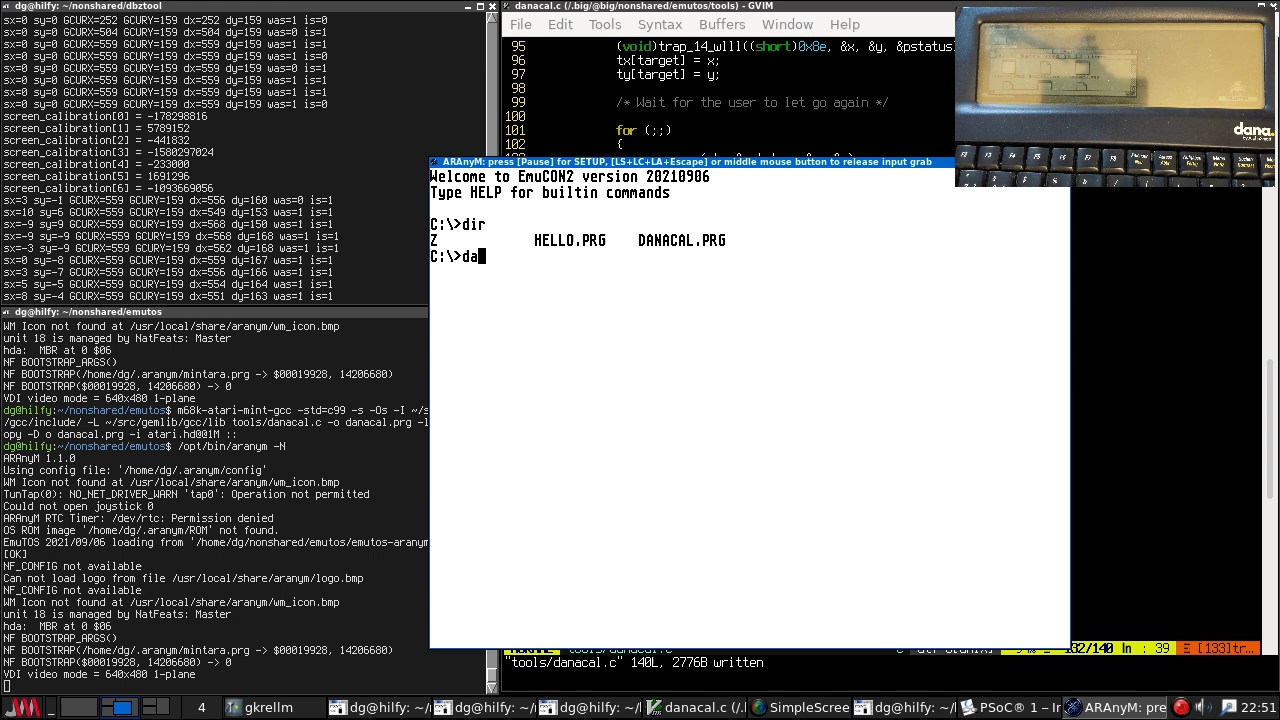 dg@hilfy: ~/nonshared/dbztool
sx=0 sy=0 GCURX=559 GCURY=159 dx=252 dy=159 was=1 is=0
sx=0 sy=0 GCURX=559 GCURY=159 dx=504 dy=159 was=1 is=0
sx=0 sy=0 GCURX=559 GCURY=159 dx=559 dy=159 was=1 is=0
sx=0 sy=0 GCURX=559 GCURY=159 dx=559 dy=159 was=1 is=0
sx=0 sy=0 GCURX=559 GCURY=159 dx=559 dy=159 was=1 is=0
sx=0 sy=0 GCURX=559 GCURY=159 dx=559 dy=159 was=1 is=0
sx=0 sy=0 GCURX=559 GCURY=159 dx=559 dy=159 was=1 is=0
sx=0 sy=0 GCURX=559 GCURY=159 dx=559 dy=159 was=1 is=0
screen_calibration[0] = -178298816
screen_calibration[1] = 5789152
screen_calibration[2] = -441832
screen_calibration[3] = -1580297024
screen_calibration[4] = -233000
screen_calibration[5] = 1691264
screen_calibration[6] = -1093669056
sx=-3 sy=-1 GCURX=559 GCURY=159 dx=556 dy=160 was=0 is=1
sx=10 sy=6 GCURX=559 GCURY=159 dx=549 dy=153 was=1 is=1
sx=-9 sy=-9 GCURX=559 GCURY=159 dx=568 dy=168 was=1 is=1
sx=-3 sy=-9 GCURX=559 GCURY=159 dx=562 dy=168 was=1 is=1
sx=0 sy=-8 GCURX=559 GCURY=159 dx=559 dy=167 was=1 is=1
sx=3 sy=-7 GCURX=559 GCURY=159 dx=556 dy=166 was=1 is=1
sx=5 sy=-5 GCURX=559 GCURY=159 dx=554 dy=164 was=1 is=1
sx=8 sy=-4 GCURX=559 GCURY=159 dx=551 dy=163 was=1 is=1
dg@hilfy: ~/nonshared/emutos
WM Icon not found at /usr/local/share/aranym/wm_icon.bmp
unit 18 is managed by NatFeats: Master
hda: MBR at 0 $06
NF BOOTSTRAP_ARGS()
NF BOOTSTRAP(/home/dg/.aranym/mintara.prg -> $00019928, 14206680)
NF BOOTSTRAP($00019928, 14206680) -> 0
VDI video mode = 640x480 1-plane
dg@hilfy:~/nonshared/emutos$ m68k-atari-mint-gcc -std=c99 -s -Os -I ~/s
/gcc/include/ -L ~/src/gemlib/gcc/lib tools/danacal.c -o danacal.prg -l
opy -D o danacal.prg -i atari.hd@@1M ::
dg@hilfy:~/nonshared/emutos$ /opt/bin/aranym -N
ARAnyM 1.1.0
Using config file: '/home/dg/.aranym/config'
WM Icon not found at /usr/local/share/aranym/wm_icon.bmp
TunTap(0): NO_NET_DRIVER_WARN 'tap0': Operation not permitted
Could not open joystick 0
ARAnyM RTC Timer: /dev/rtc: Permission denied
OS ROM image '/home/dg/.aranym/ROM' not found.
EmuTOS 2021/09/06 loading from '/home/dg/nonshared/emutos/emutos-aranym
[OK]
NF_CONFIG not available
Can not load logo from file /usr/local/share/aranym/logo.bmp
NF_CONFIG not available
WM Icon not found at /usr/local/share/aranym/wm_icon.bmp
unit 18 is managed by NatFeats: Master
hda: MBR at 0 $06
NF BOOTSTRAP_ARGS()
NF BOOTSTRAP(/home/dg/.aranym/mintara.prg -> $00019928, 14206680)
NF BOOTSTRAP($00019928, 14206680) -> 0
VDI video mode = 640x480 1-plane
danacal.c (/.big/@big/nonshared/emutos/tools) - GVIM
File Edit Tools Syntax Buffers Window Help
95 (void)trap_14_wlll((short)0x8e, &x, &y, &pstatus
96 tx[target] = x;
97 ty[target] = y;
98
99 /* Wait for the user to let go again */
100
101 for (;;)
102 {
ARAnyM: press [Pause] for SETUP, [LS+LC+LA+Escape] or middle mouse button to release input grab
Welcome to EmuCON2 version 20210906
Type HELP for builtin commands
C:\>dir
Z HELLO.PRG DANACAL.PRG
C:\>da
dana
132/140 ln : 39 Ξ [133]tr…
"tools/danacal.c" 140L, 2776B written
4 gkrellm dg@hilfy: ~/ dg@hilfy: ~/ dg@hilfy: ~/ danacal.c (/. SimpleScree dg@hilfy: ~/ PSoC® 1 – In ARAnyM: pre 22:51